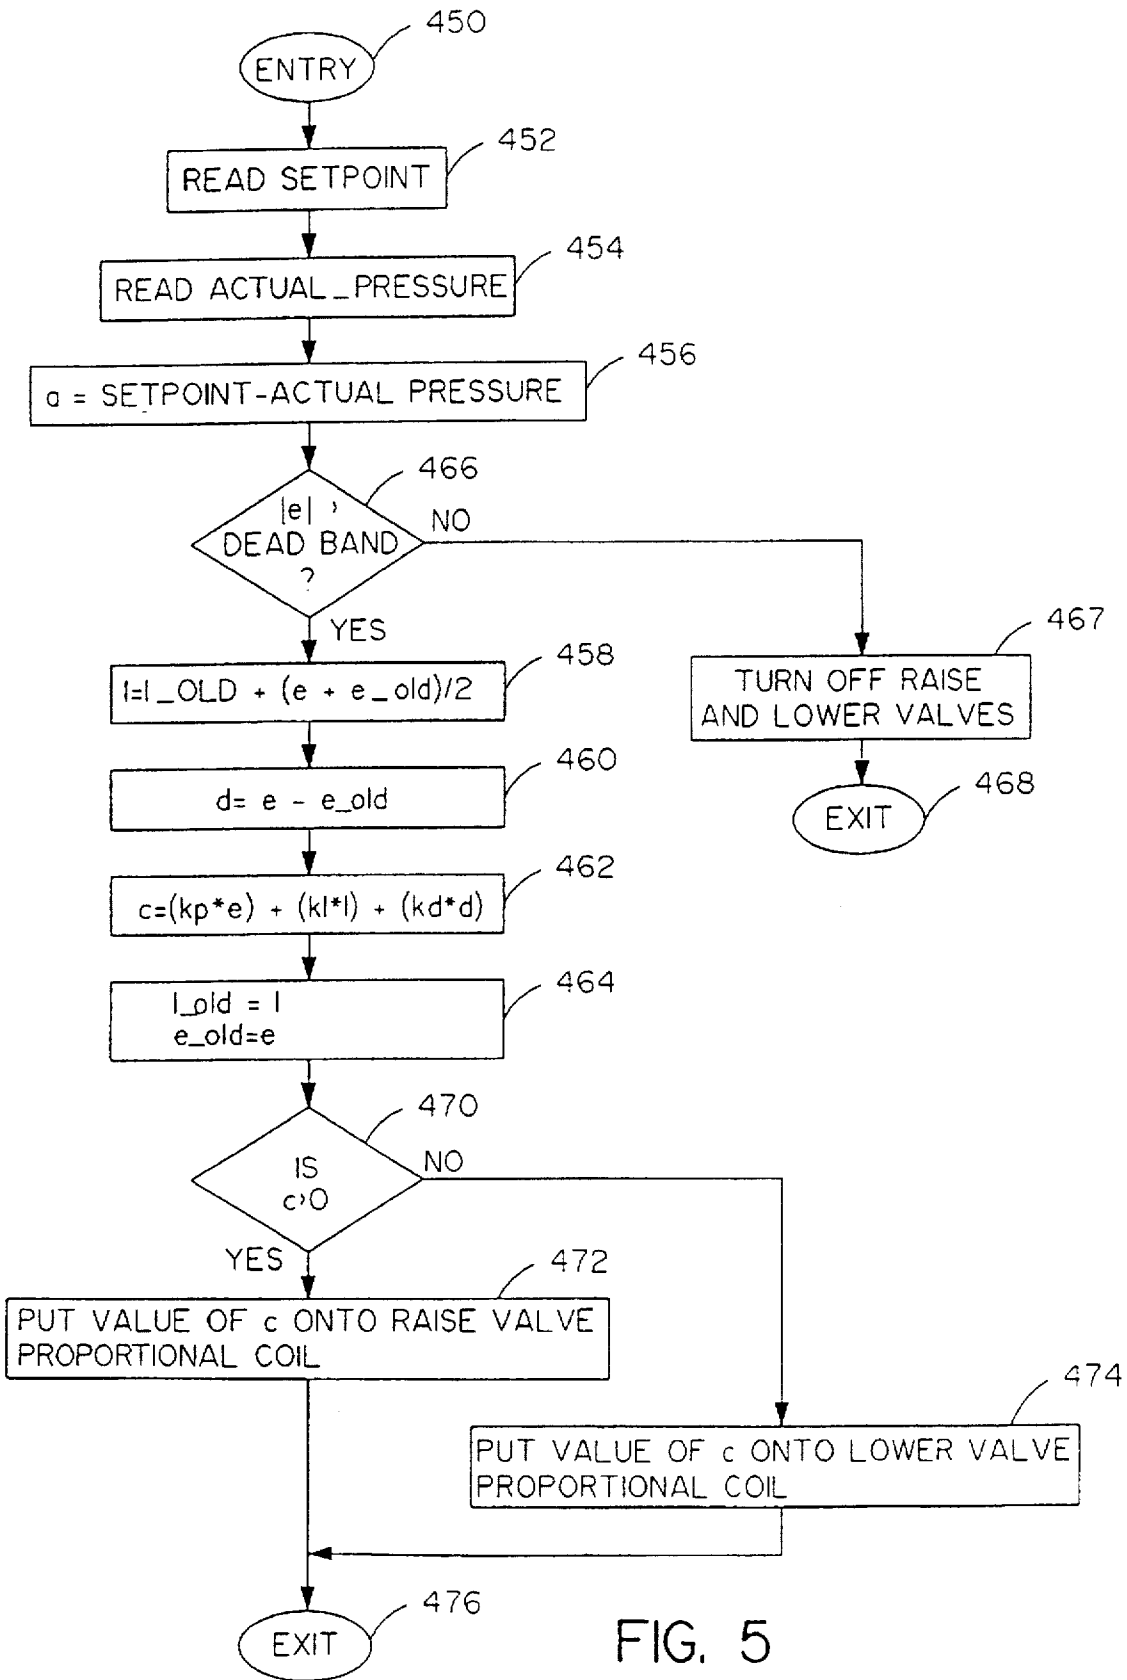 450
ENTRY
452
READ SETPOINT
454
READ ACTUAL_PRESSURE
456
a = SETPOINT-ACTUAL PRESSURE
466
|e| >
DEAD BAND
?
NO
YES
467
TURN OFF RAISE
AND LOWER VALVES
468
EXIT
458
I=I_OLD + (e + e_old)/2
460
d= e - e_old
462
c=(kp*e) + (kI*I) + (kd*d)
464
I_old = I
e_old=e
470
IS
c>0
NO
YES
472
PUT VALUE OF c ONTO RAISE VALVE
PROPORTIONAL COIL
474
PUT VALUE OF c ONTO LOWER VALVE
PROPORTIONAL COIL
476
EXIT
FIG. 5